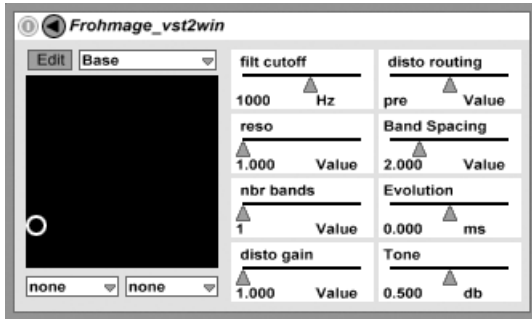 Frohmage_vst2win
Edit Base
none none
filt cutoff
1000 Hz
reso
1.000 Value
nbr bands
1 Value
disto gain
1.000 Value
disto routing
pre Value
Band Spacing
2.000 Value
Evolution
0.000 ms
Tone
0.500 db